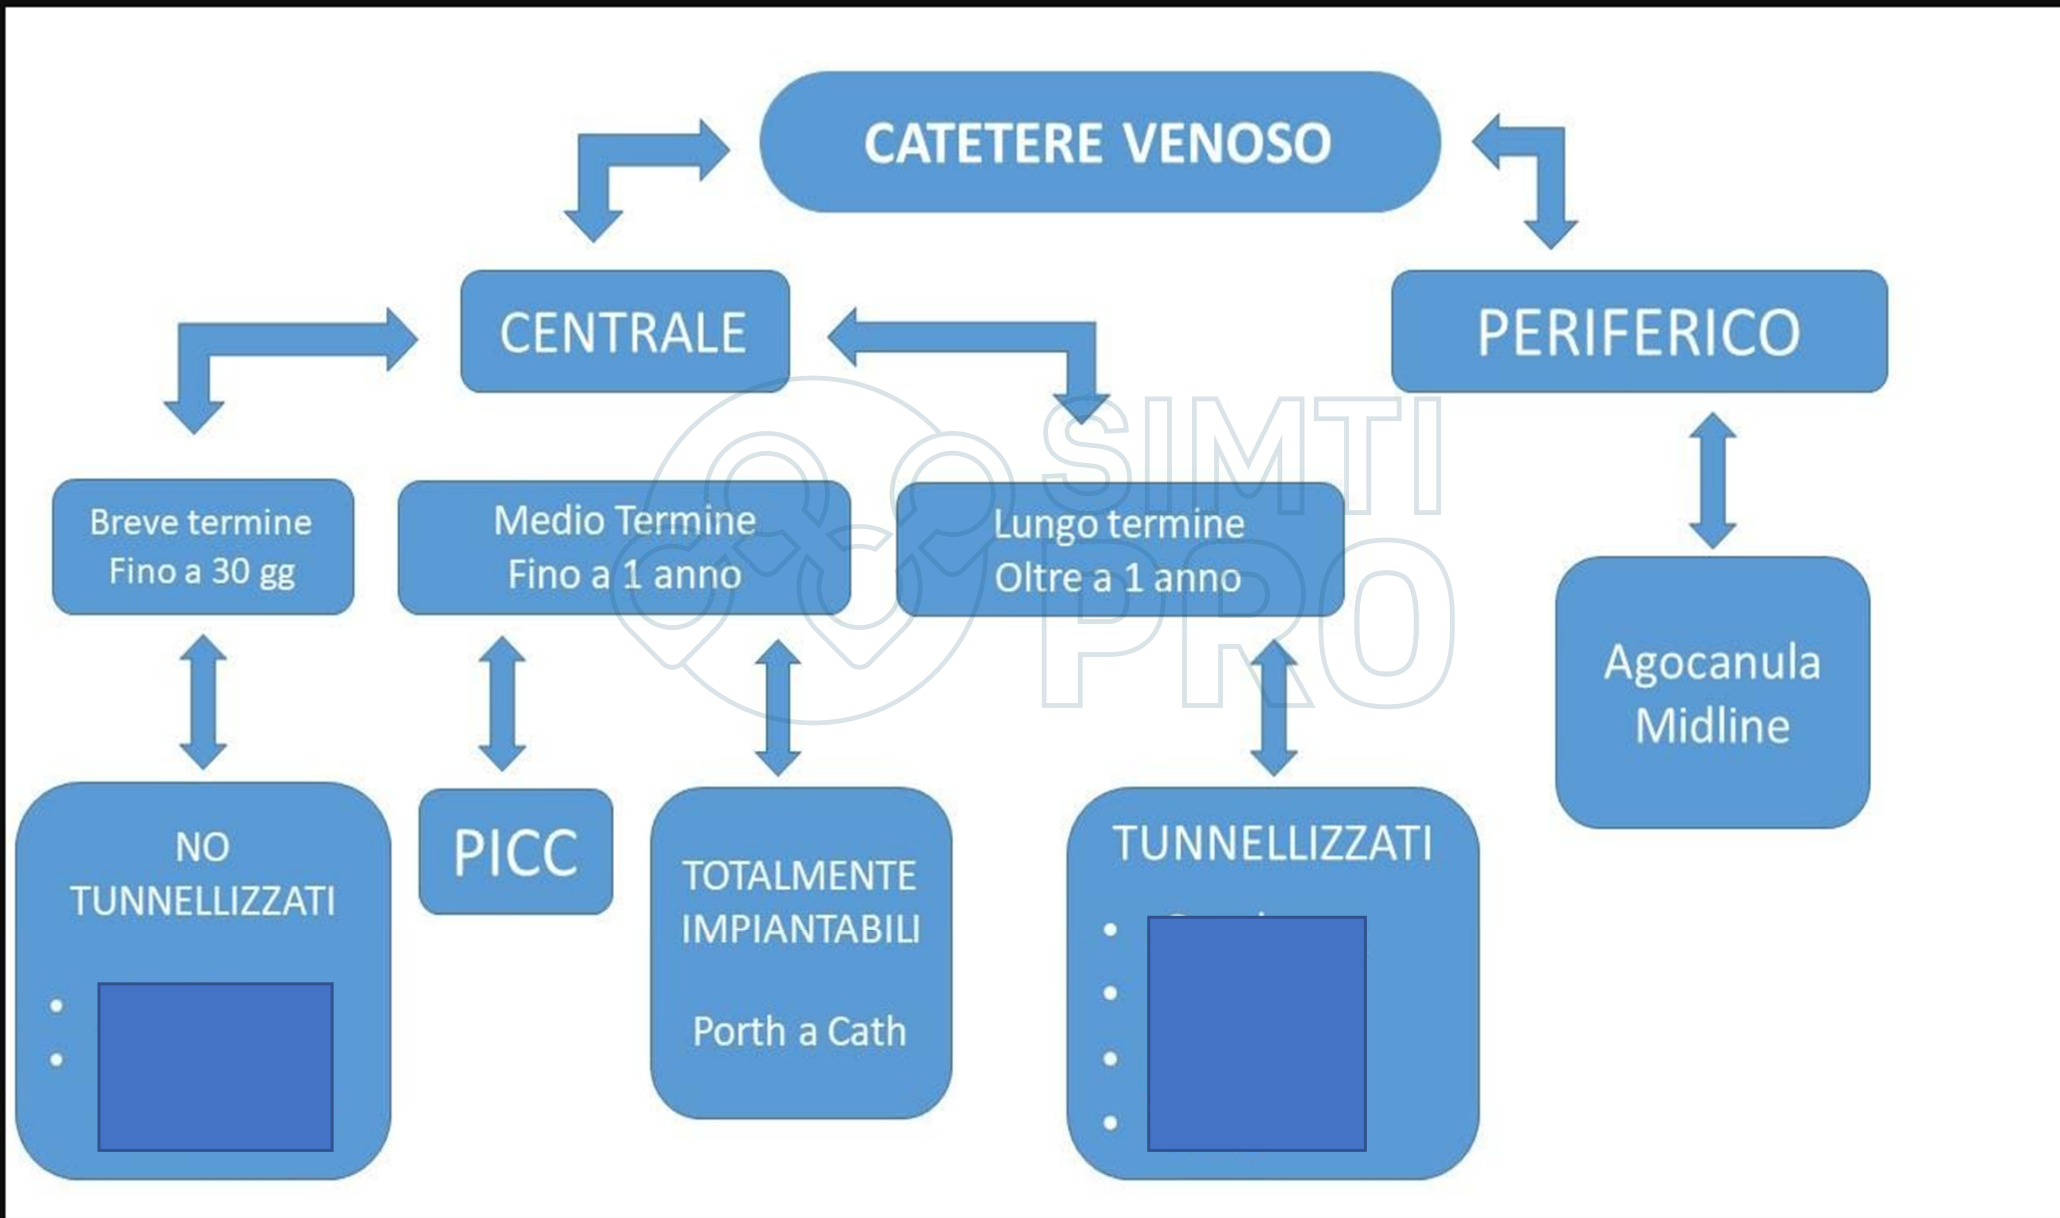 CATETERE VENOSO
CENTRALE
PERIFERICO
Breve termine
Fino a 30 gg
Medio Termine
Fino a 1 anno
Lungo termine
Oltre a 1 anno
SIMTI
PRO
Agocanula
Midline
NO
TUNNELLIZZATI
PICC
TOTALMENTE
IMPIANTABILI
Porth a Cath
TUNNELLIZZATI